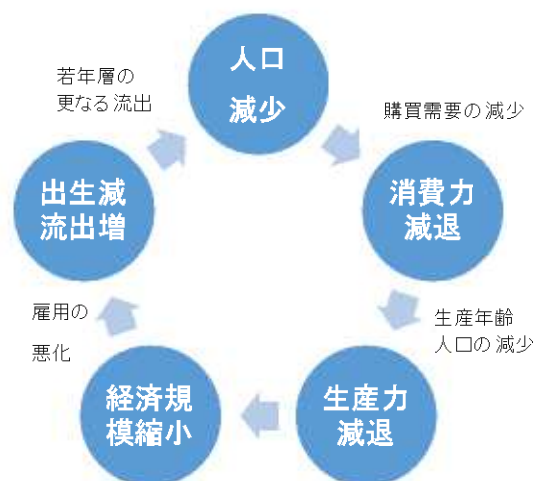 人口
減少
購買需要の減少
消費力
減退
生産年齢
人口の減少
生産力
減退
経済規
模縮小
雇用の
悪化
出生減
流出増
若年層の
更なる流出